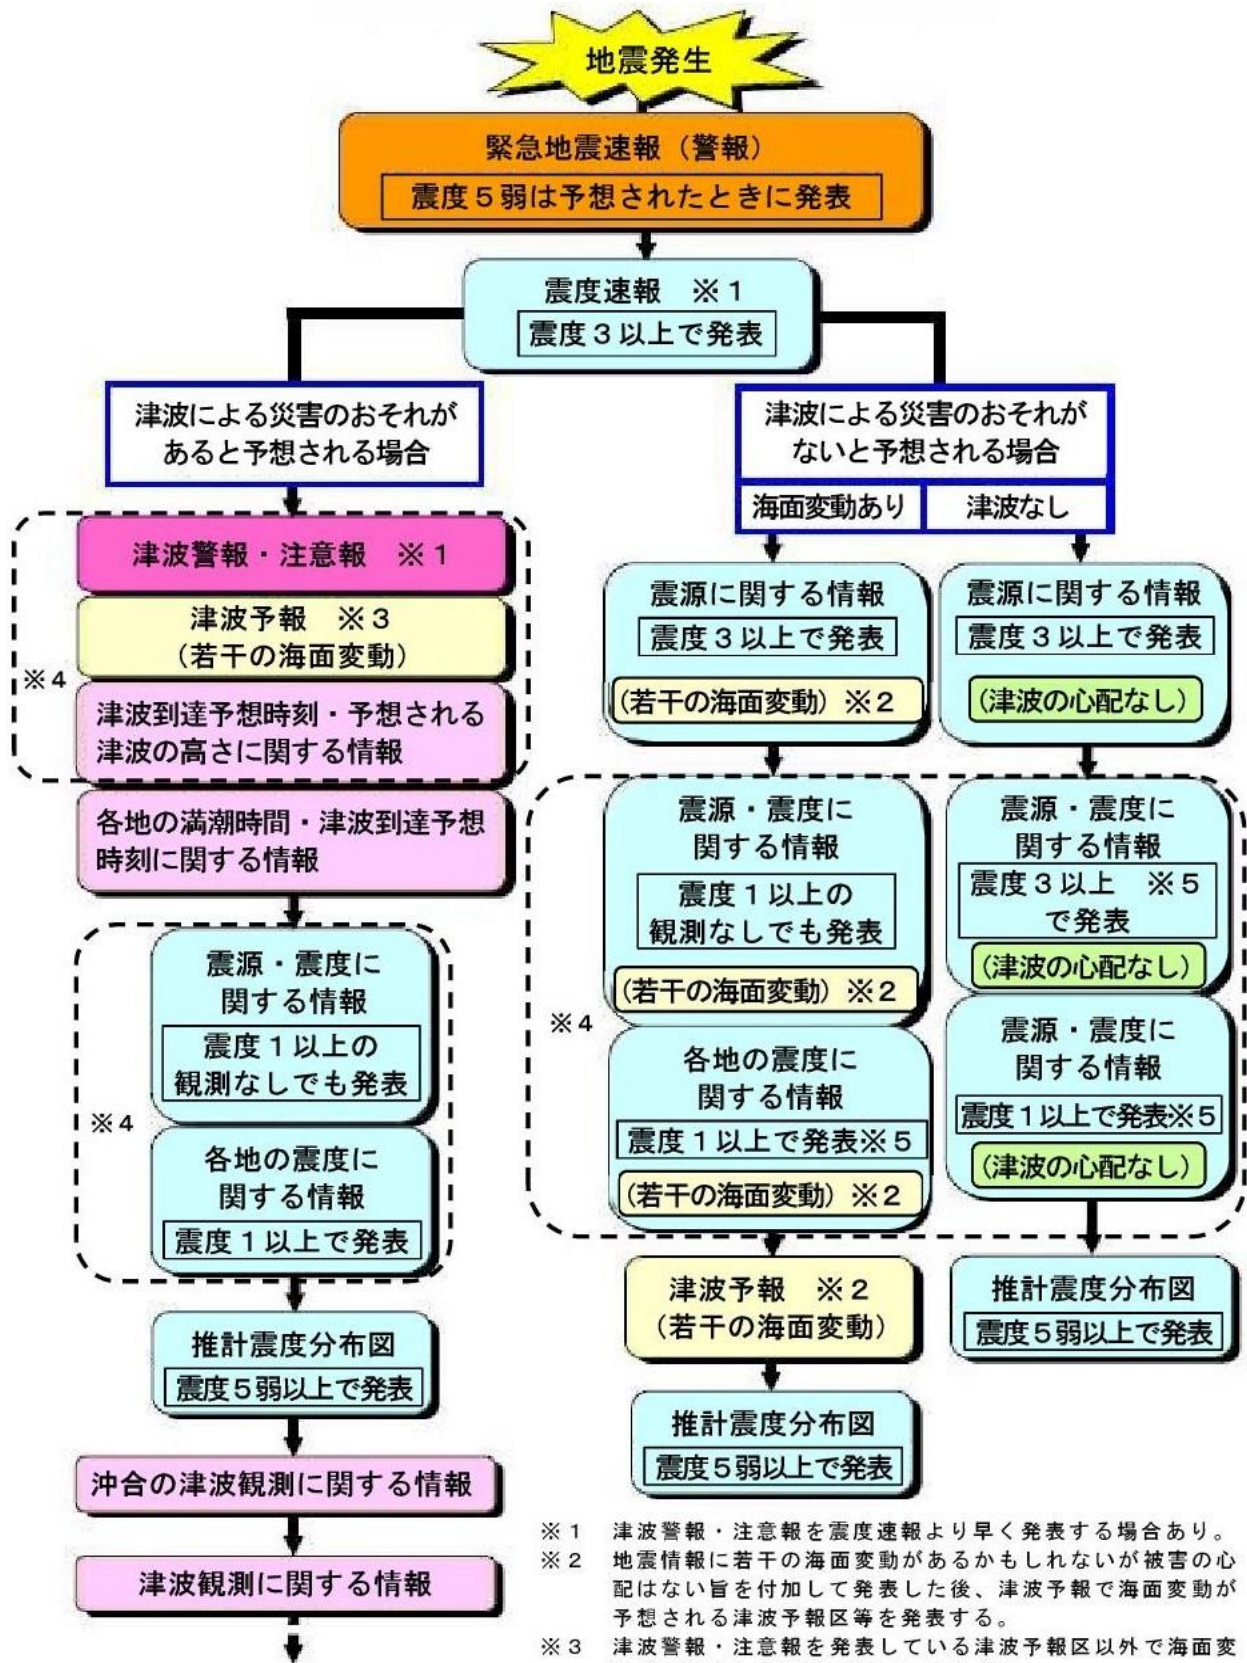 地震発生
緊急地震速報（警報）
震度５弱は予想されたときに発表
震度速報　※１
震度３以上で発表
津波による災害のおそれが
あると予想される場合
津波警報・注意報　※１
津波予報　※３
（若干の海面変動）
※４
津波到達予想時刻・予想される
津波の高さに関する情報
各地の満潮時間・津波到達予想
時刻に関する情報
震源・震度に
関する情報
震度１以上の
観測なしでも発表
※４
各地の震度に
関する情報
震度１以上で発表
推計震度分布図
震度５弱以上で発表
沖合の津波観測に関する情報
津波観測に関する情報
津波による災害のおそれが
ないと予想される場合
海面変動あり
津波なし
震源に関する情報
震度３以上で発表
（若干の海面変動）※２
震源・震度に
関する情報
震度１以上の
観測なしでも発表
（若干の海面変動）※２
※４
各地の震度に
関する情報
震度１以上で発表※５
（若干の海面変動）※２
津波予報　※２
（若干の海面変動）
推計震度分布図
震度５弱以上で発表
震源に関する情報
震度３以上で発表
（津波の心配なし）
震源・震度に
関する情報
震度３以上　※５
で発表
（津波の心配なし）
震源・震度に
関する情報
震度１以上で発表※５
（津波の心配なし）
推計震度分布図
震度５弱以上で発表
※１　津波警報・注意報を震度速報より早く発表する場合あり。
※２　地震情報に若干の海面変動があるかもしれないが被害の心
配はない旨を付加して発表した後、津波予報で海面変動が
予想される津波予報区等を発表する。
※３　津波警報・注意報を発表している津波予報区以外で海面変